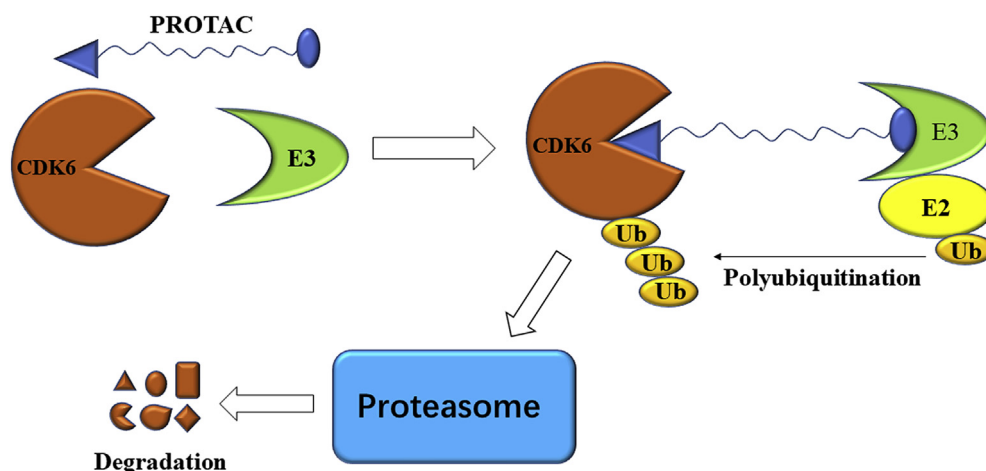 PROTAC
CDK6
E3
CDK6
E3
E2
Ub
Ub
Ub
Ub
Polyubiquitination
Proteasome
Degradation